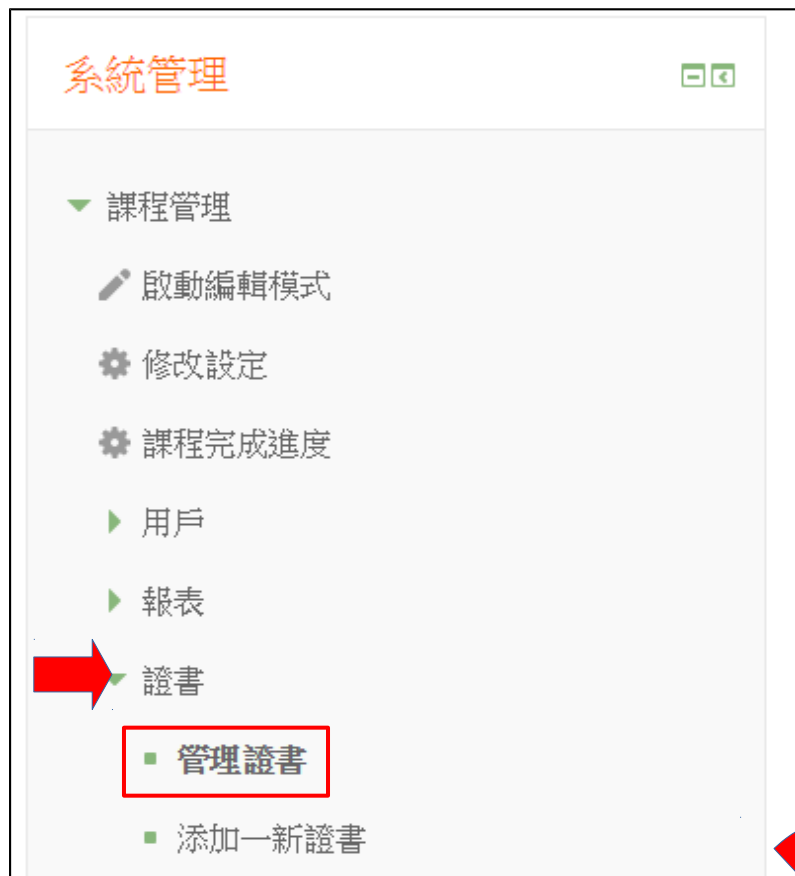 系統管理
課程管理
啟動編輯模式
修改設定
課程完成進度
用戶
報表
證書
管理證書
添加一新證書